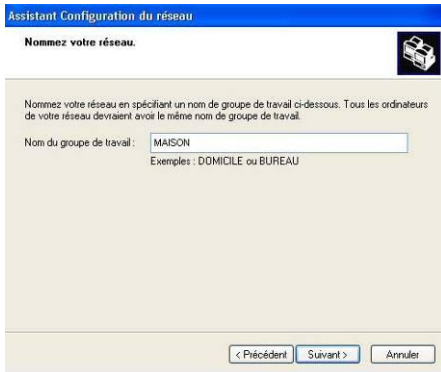 Assistant Configuration du réseau
Nommez votre réseau.
Nommez votre réseau en spécifiant un nom de groupe de travail ci-dessous. Tous les ordinateurs
de votre réseau devraient avoir le même nom de groupe de travail.
Nom du groupe de travail : MAISON
Exemples : DOMICILE ou BUREAU
< Précédent Suivant > Annuler